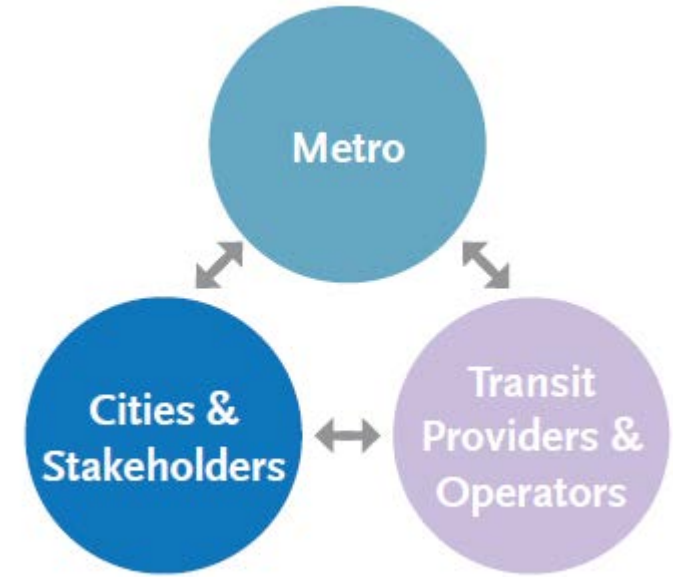 Metro
Cities &
Stakeholders
Transit
Providers &
Operators